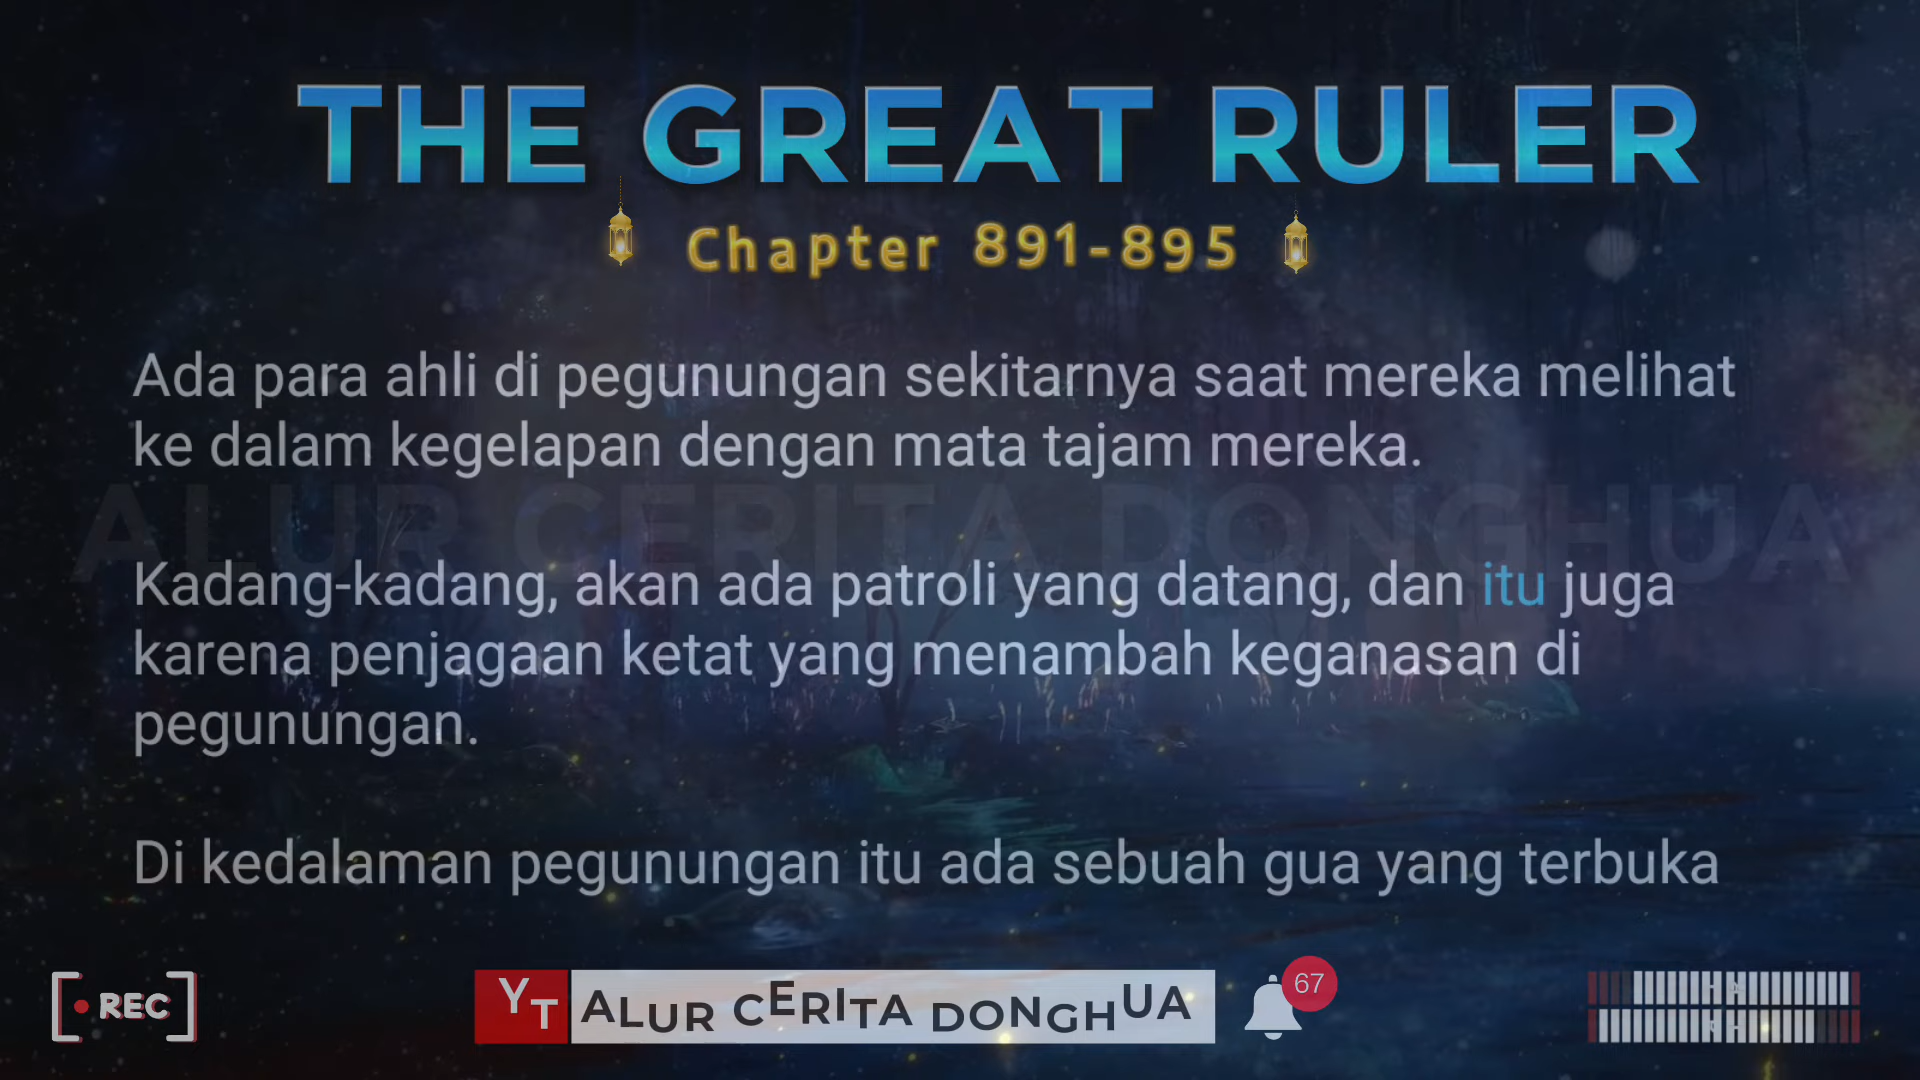 THE GREAT RULER
Chapter 891-895
Ada para ahli di pegunungan sekitarnya saat mereka melihat
ke dalam kegelapan dengan mata tajam mereka.
ALUR CERITA DONGHUA
Kadang-kadang, akan ada patroli yang datang, dan itu juga
karena penjagaan ketat yang menambah keganasan di
pegunungan.
Di kedalaman pegunungan itu ada sebuah gua yang terbuka
REC
YT ALUR CERITA DONGHUA 67